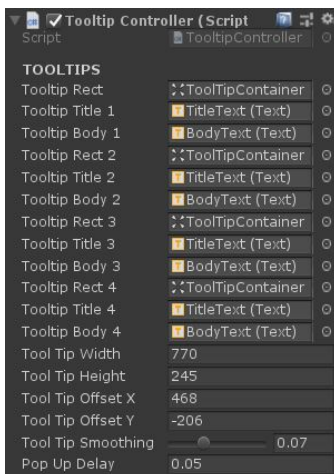 Tooltip Controller (Script
Script TooltipController
TOOLTIPS
Tooltip Rect ToolTipContainer
Tooltip Title 1 TitleText (Text)
Tooltip Body 1 BodyText (Text)
Tooltip Rect 2 ToolTipContainer
Tooltip Title 2 TitleText (Text)
Tooltip Body 2 BodyText (Text)
Tooltip Rect 3 ToolTipContainer
Tooltip Title 3 TitleText (Text)
Tooltip Body 3 BodyText (Text)
Tooltip Rect 4 ToolTipContainer
Tooltip Title 4 TitleText (Text)
Tooltip Body 4 BodyText (Text)
Tool Tip Width 770
Tool Tip Height 245
Tool Tip Offset X 468
Tool Tip Offset Y -206
Tool Tip Smoothing 0.07
Pop Up Delay 0.05